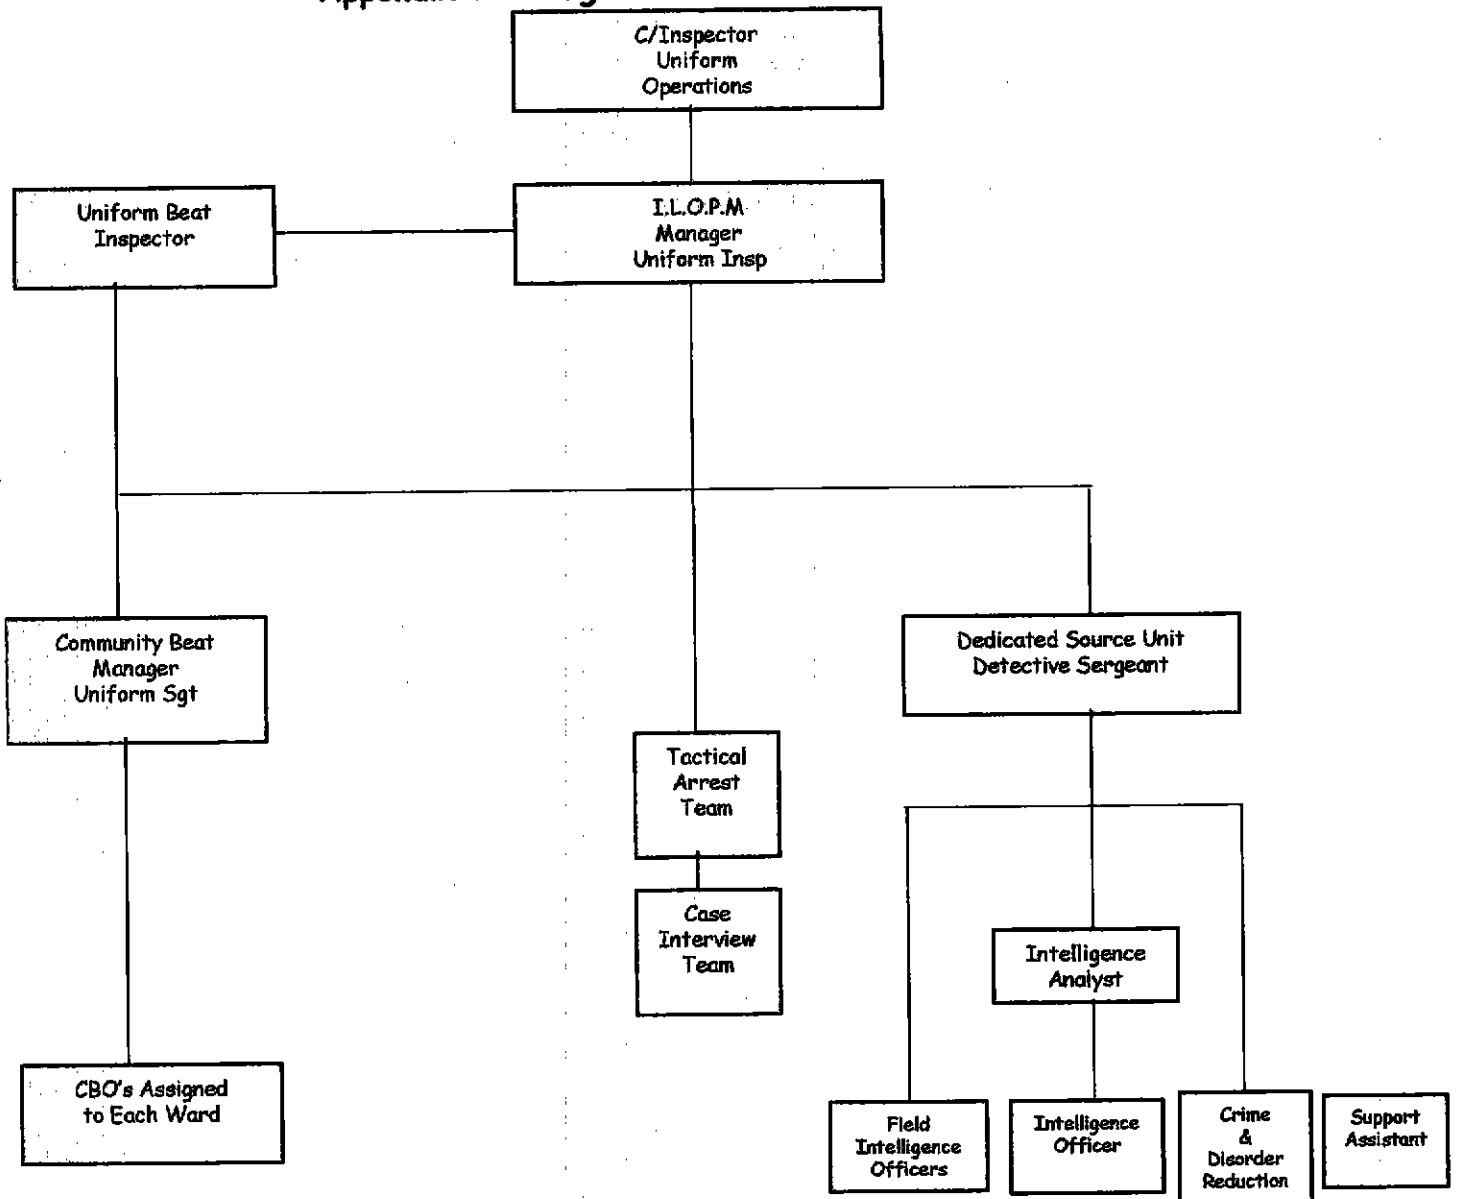 C/Inspector
Uniform
Operations
Uniform Beat
Inspector
I.L.O.P.M
Manager
Uniform Insp
Community Beat
Manager
Uniform Sgt
Dedicated Source Unit
Detective Sergeant
Tactical
Arrest
Team
Case
Interview
Team
Intelligence
Analyst
CBO's Assigned
to Each Ward
Field
Intelligence
Officers
Intelligence
Officer
Crime
&
Disorder
Reduction
Support
Assistant